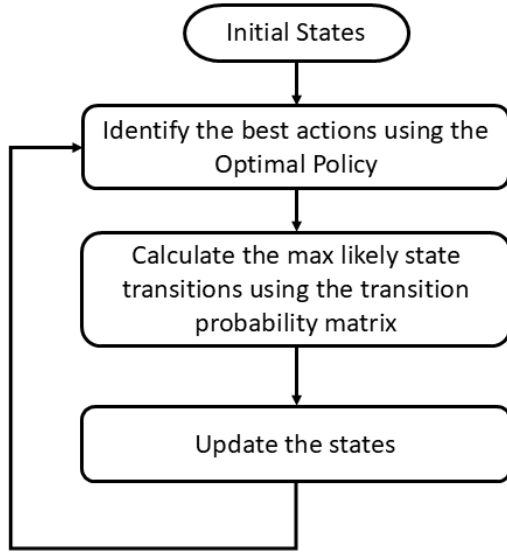 Initial States
Identify the best actions using the
Optimal Policy
Calculate the max likely state
transitions using the transition
probability matrix
Update the states